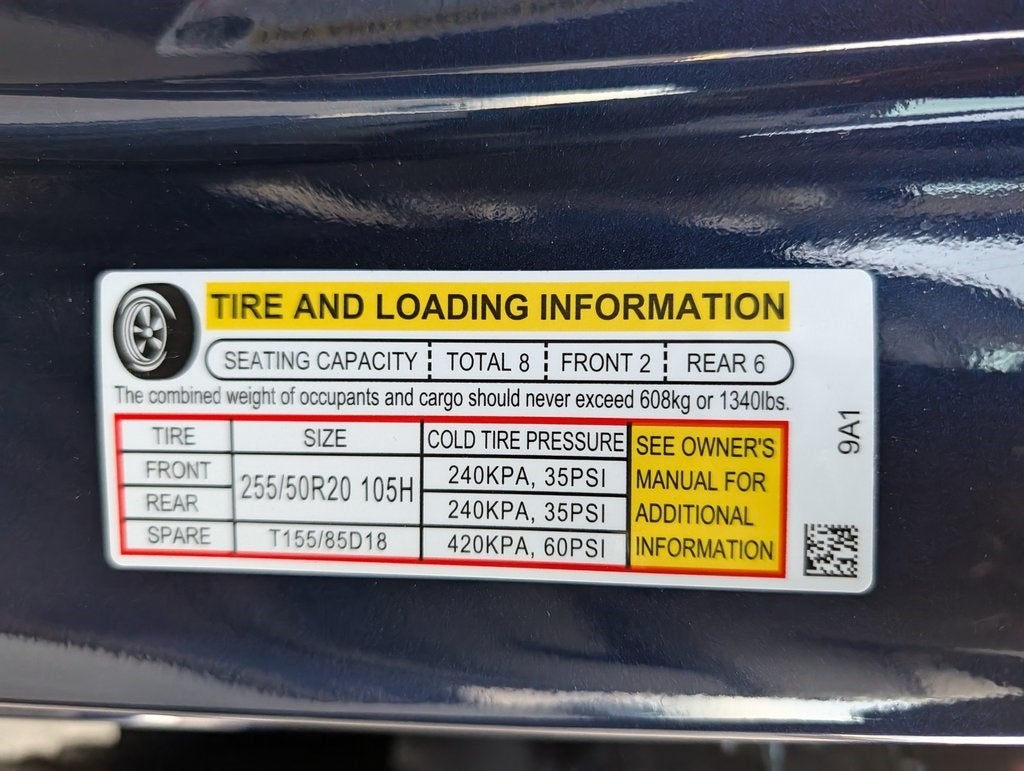 TIRE AND LOADING INFORMATION
SEATING CAPACITY TOTAL 8 FRONT 2 REAR 6
The combined weight of occupants and cargo should never exceed 608kg or 1340lbs.
TIRE SIZE COLD TIRE PRESSURE
FRONT 255/50R20 105H 240KPA, 35PSI
REAR 240KPA, 35PSI
SPARE T155/85D18 420KPA, 60PSI
SEE OWNER'S
MANUAL FOR
ADDITIONAL
INFORMATION
9A1